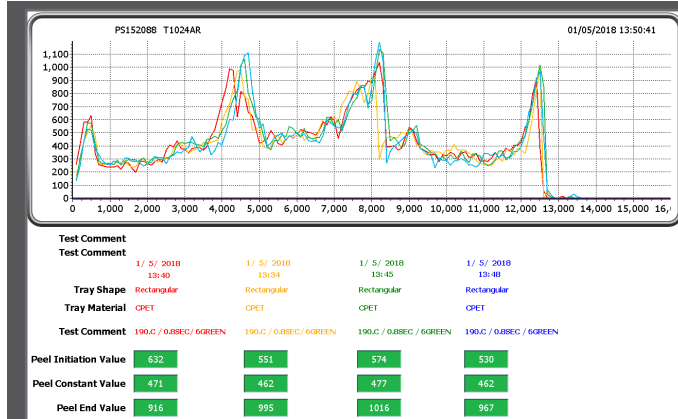 PS152088 T1024AR 01/05/2018 13:50:41
1,100
1,000
900
800
700
600
500
400
300
200
100
0
0 1,000 2,000 3,000 4,000 5,000 6,000 7,000 8,000 9,000 10,000 11,000 12,000 13,000 14,000 15,000 16,
Test Comment
Test Comment
1/ 5/ 2018 1/ 5/ 2018 1/ 5/ 2018 1/ 5/ 2018
13:40 13:34 13:45 13:48
Tray Shape Rectangular Rectangular Rectangular Rectangular
Tray Material CPET CPET CPET CPET
Test Comment 190.C / 0.8SEC/ 6GREEN 190.C / 0.8SEC/ 6GREEN 190.C / 0.8SEC/ 6GREEN 190.C / 0.8SEC/ 6GREEN
Peel Initiation Value 632 551 574 530
Peel Constant Value 471 462 477 462
Peel End Value 916 995 1016 967